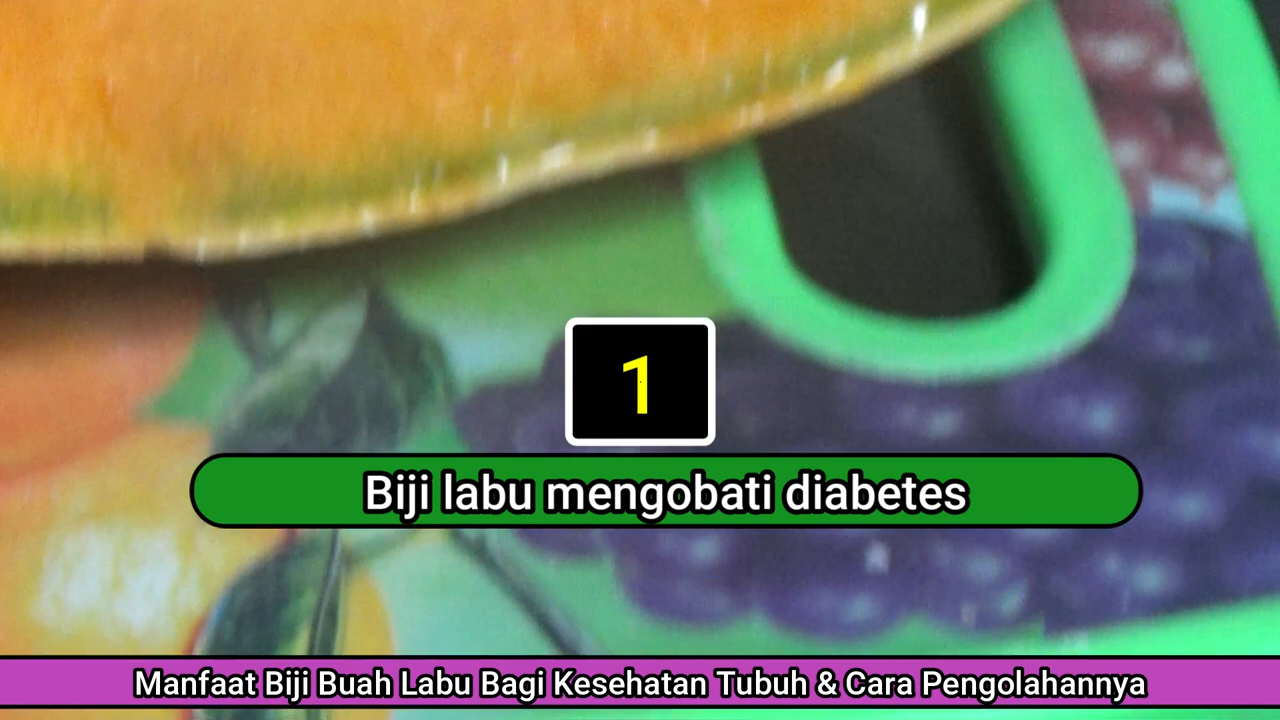 1
Biji labu mengobati diabetes
Manfaat Biji Buah Labu Bagi Kesehatan Tubuh & Cara Pengolahannya